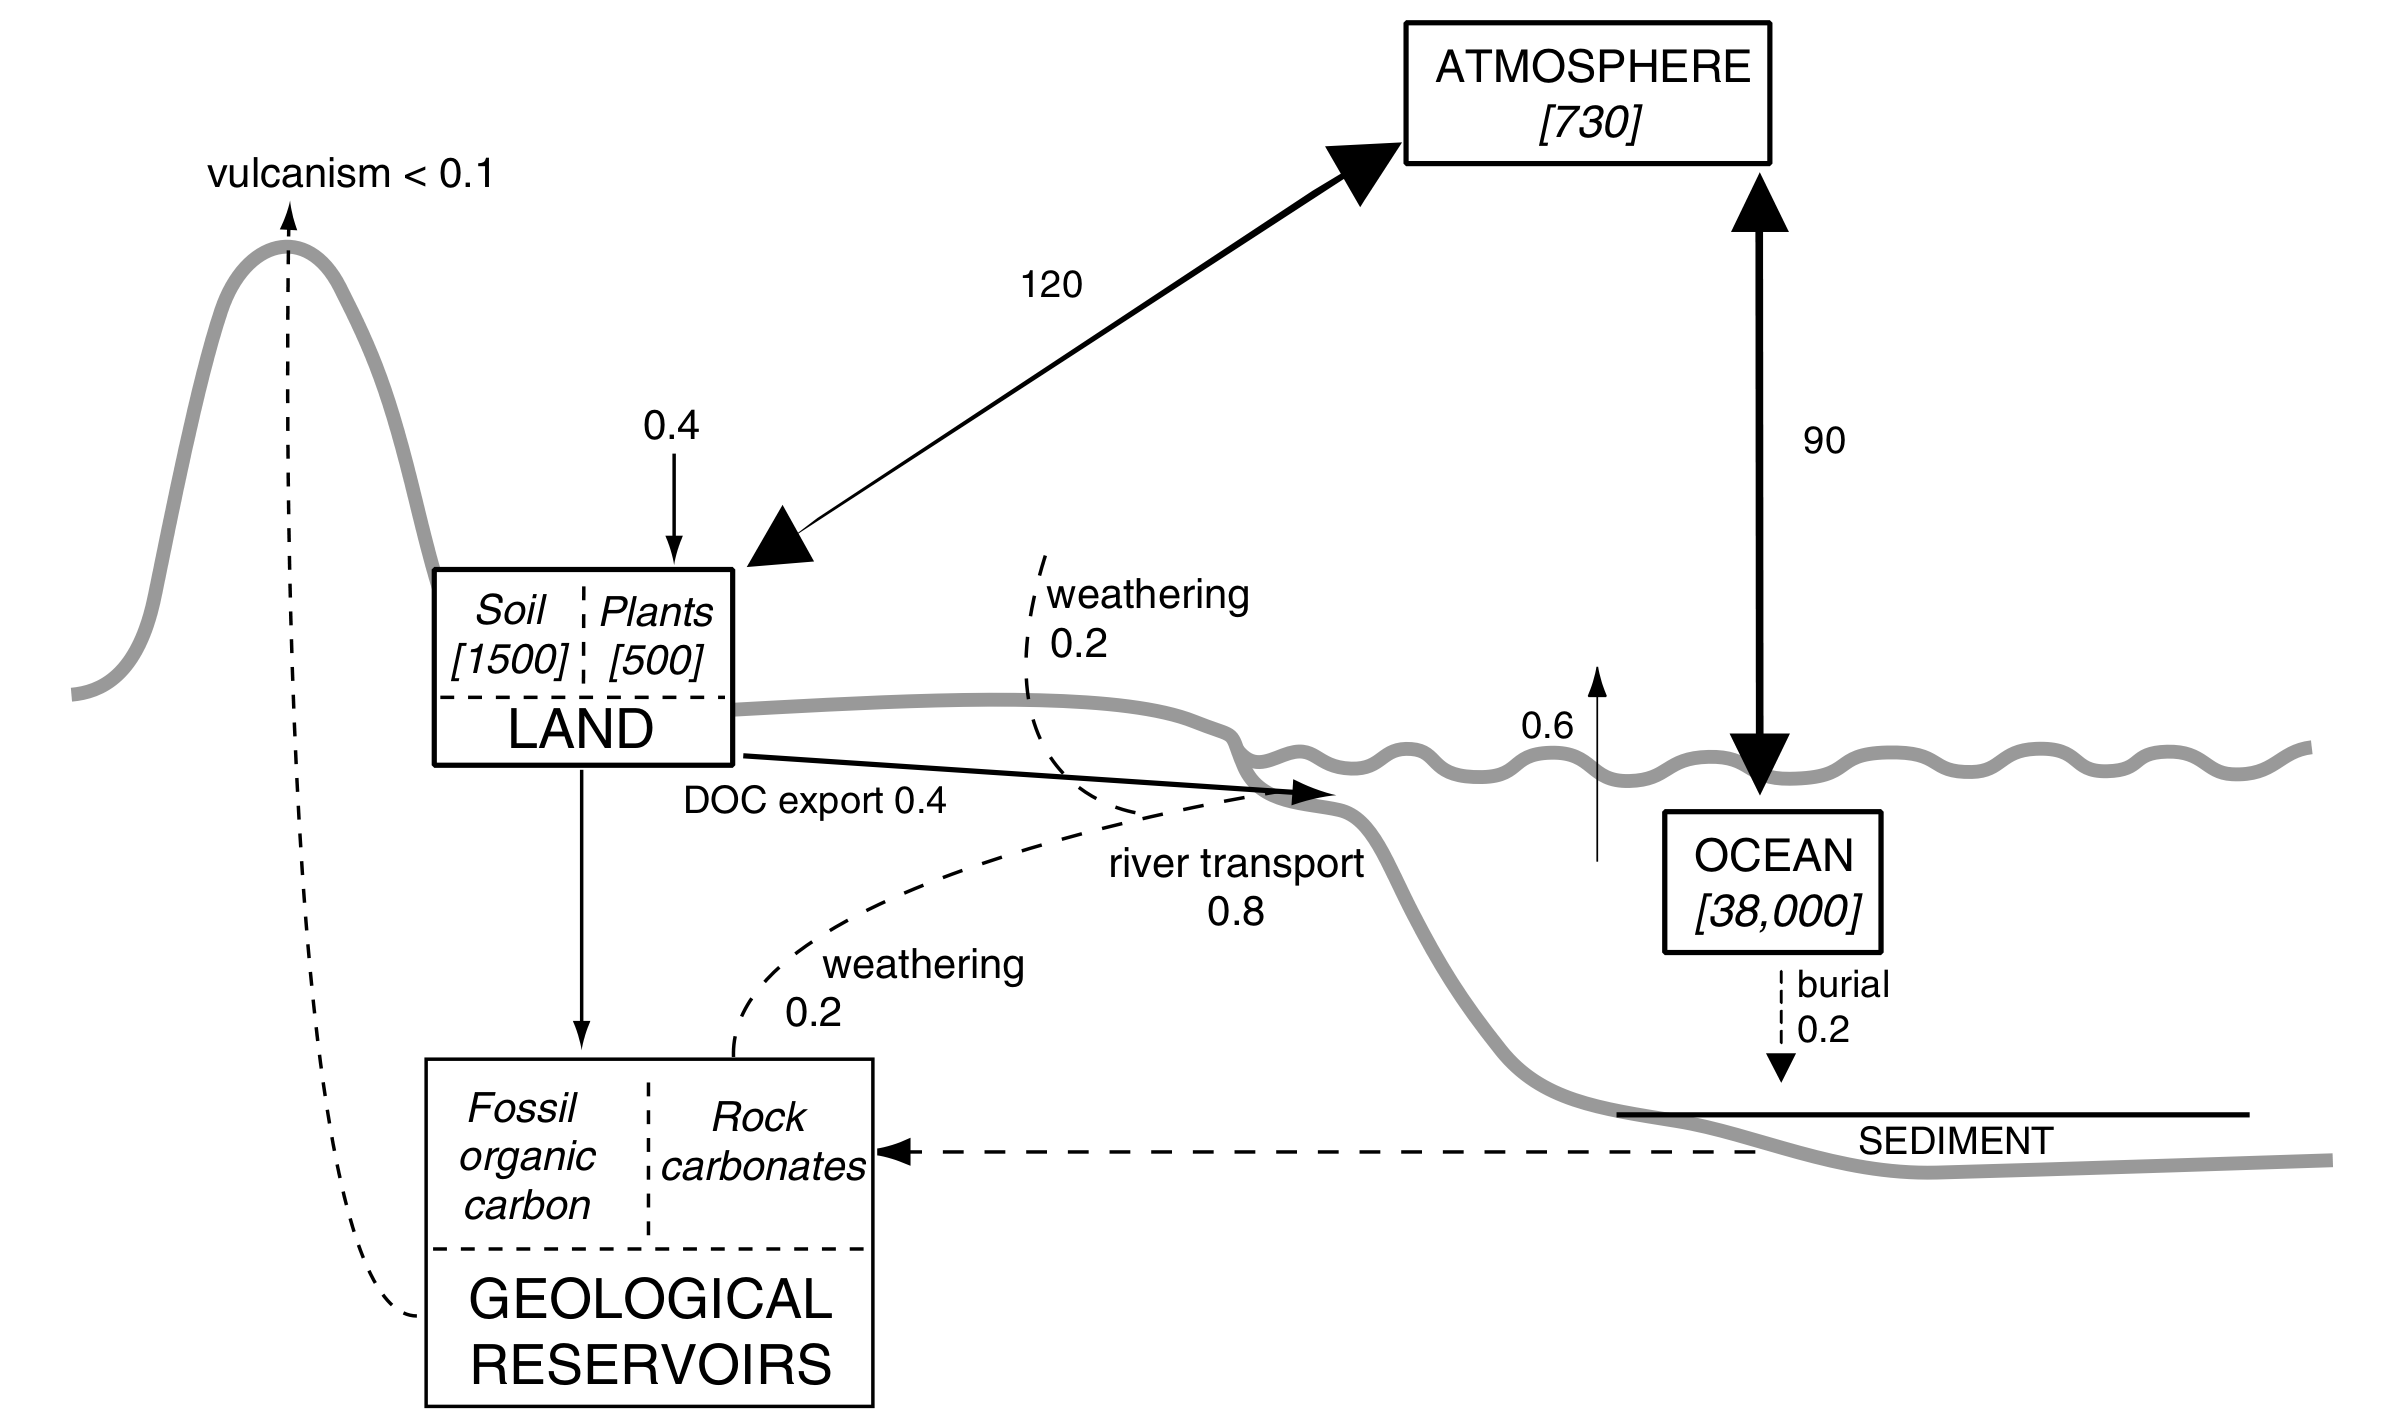 ATMOSPHERE
[730]
vulcanism < 0.1
120
0.4
90
Soil
[1500]
Plants
[500]
LAND
weathering
0.2
0.6
DOC export 0.4
river transport
0.8
OCEAN
[38,000]
weathering
0.2
burial
0.2
Fossil
organic
carbon
Rock
carbonates
SEDIMENT
GEOLOGICAL
RESERVOIRS